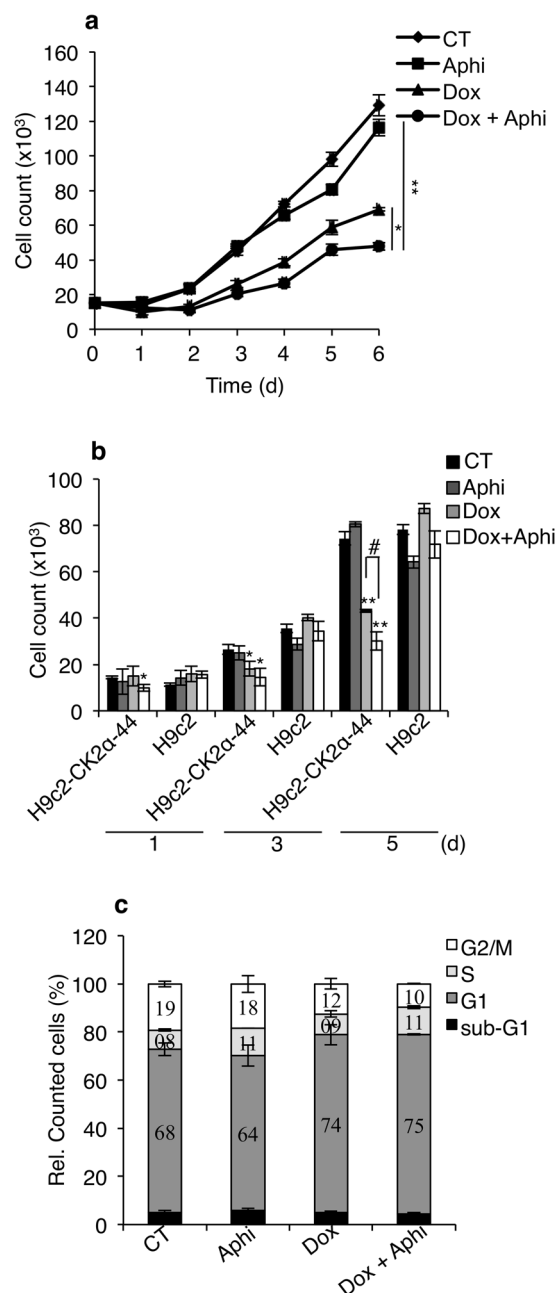 a
160
140
120
100
80
60
40
20
0
Cell count (x10³)
0 1 2 3 4 5 6
Time (d)
CT
Aphi
Dox
Dox + Aphi
**
*
b
100
80
60
40
20
0
Cell count (x10³)
CT
Aphi
Dox
Dox+Aphi
*
*
*
#
**
**
H9c2-CK2α-44
H9c2
H9c2-CK2α-44
H9c2
H9c2-CK2α-44
H9c2
1 3 5 (d)
c
120
100
80
60
40
20
0
Rel. Counted cells (%)
G2/M
S
G1
sub-G1
19 18 12 10
08 11 09 11
68 64 74 75
CT
Aphi
Dox
Dox + Aphi